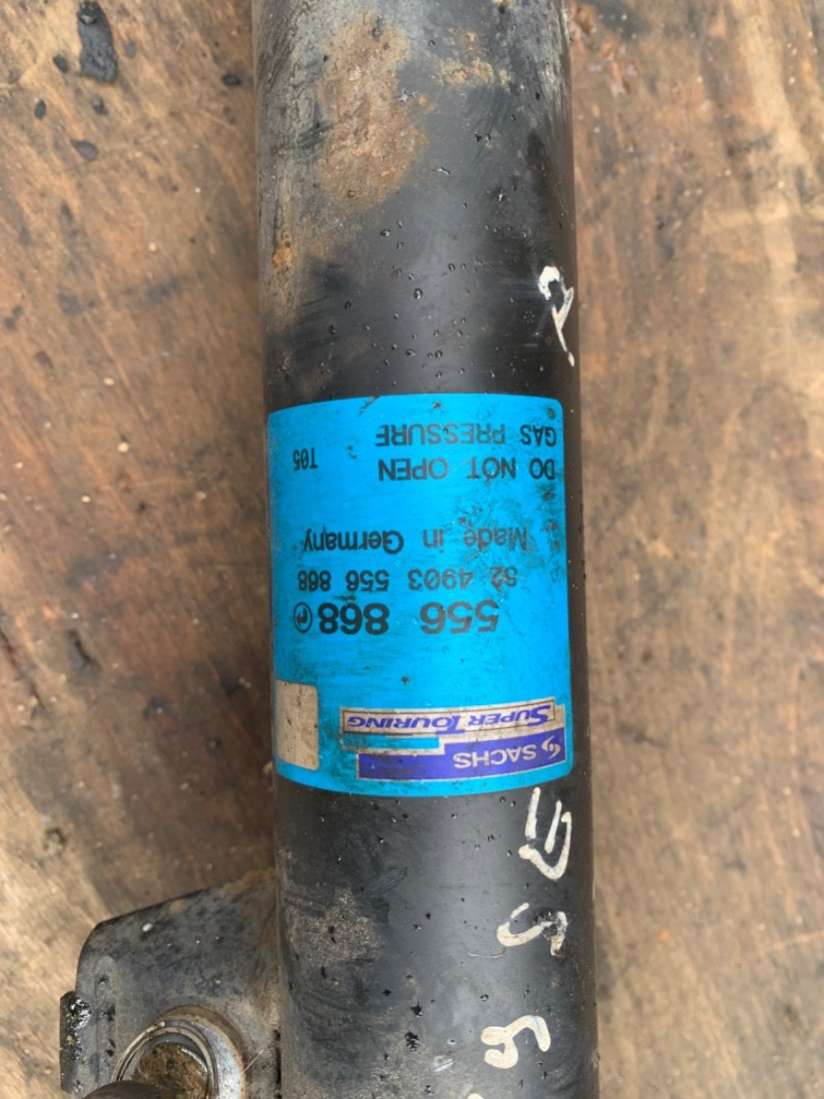 SACHS
SUPER TOURING
556 868 P
52 4903 556 868
Made in Germany
DO NOT OPEN
GAS PRESSURE T05